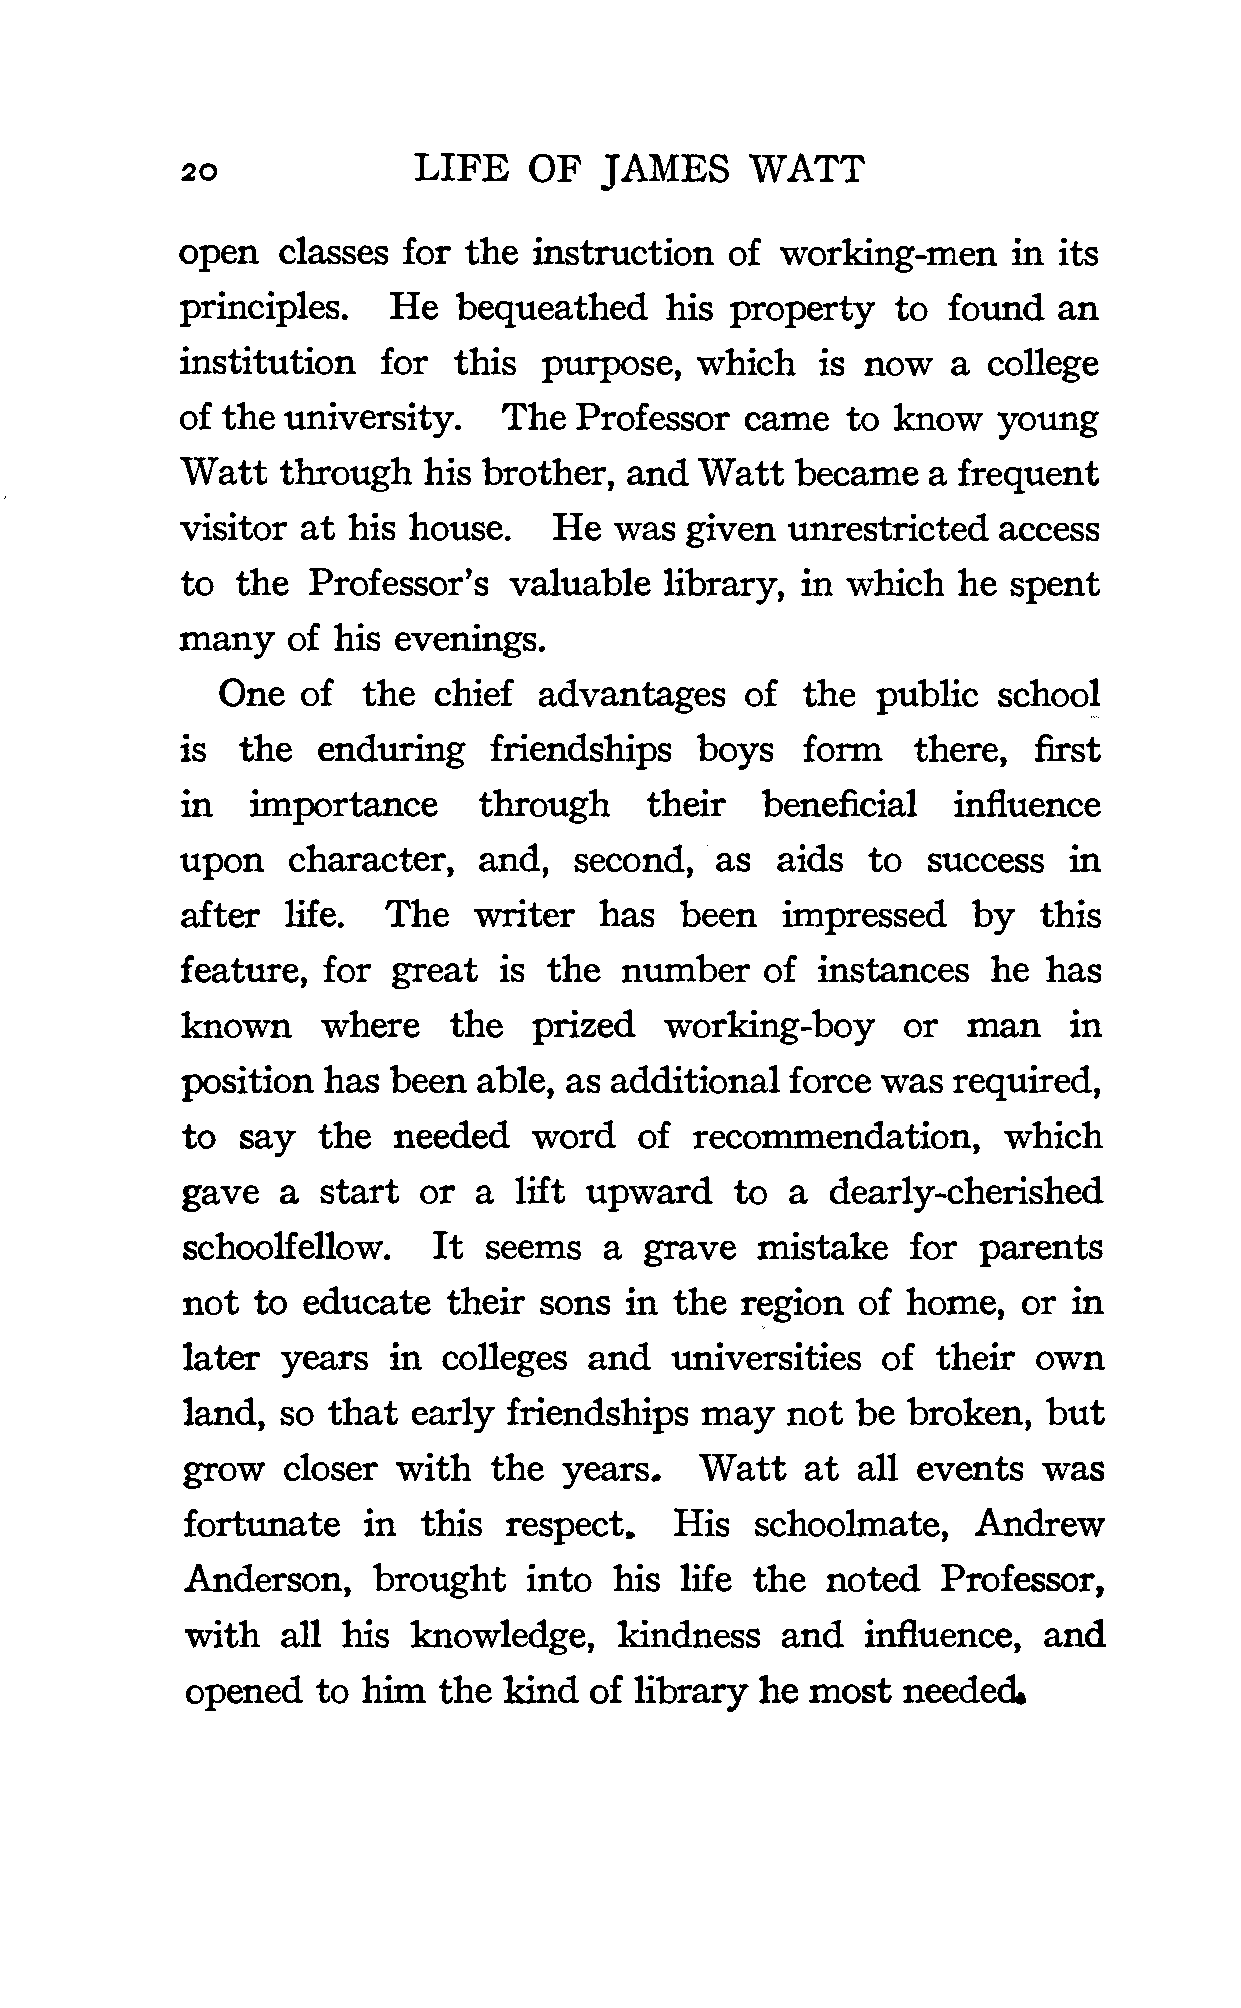 20 LIFE OF JAMES WATT
open classes for the instruction of working-men in its
principles. He bequeathed his property to found an
institution for this purpose, which is now a college
of the university. The Professor came to know young
Watt through his brother, and Watt became a frequent
visitor at his house. He was given unrestricted access
to the Professor's valuable library, in which he spent
many of his evenings.
One of the chief advantages of the public school
is the enduring friendships boys form there, first
in importance through their beneficial influence
upon character, and, second, as aids to success in
after life. The writer has been impressed by this
feature, for great is the number of instances he has
known where the prized working-boy or man in
position has been able, as additional force was required,
to say the needed word of recommendation, which
gave a start or a lift upward to a dearly-cherished
schoolfellow. It seems a grave mistake for parents
not to educate their sons in the region of home, or in
later years in colleges and universities of their own
land, so that early friendships may not be broken, but
grow closer with the years. Watt at all events was
fortunate in this respect. His schoolmate, Andrew
Anderson, brought into his life the noted Professor,
with all his knowledge, kindness and influence, and
opened to him the kind of library he most needed.